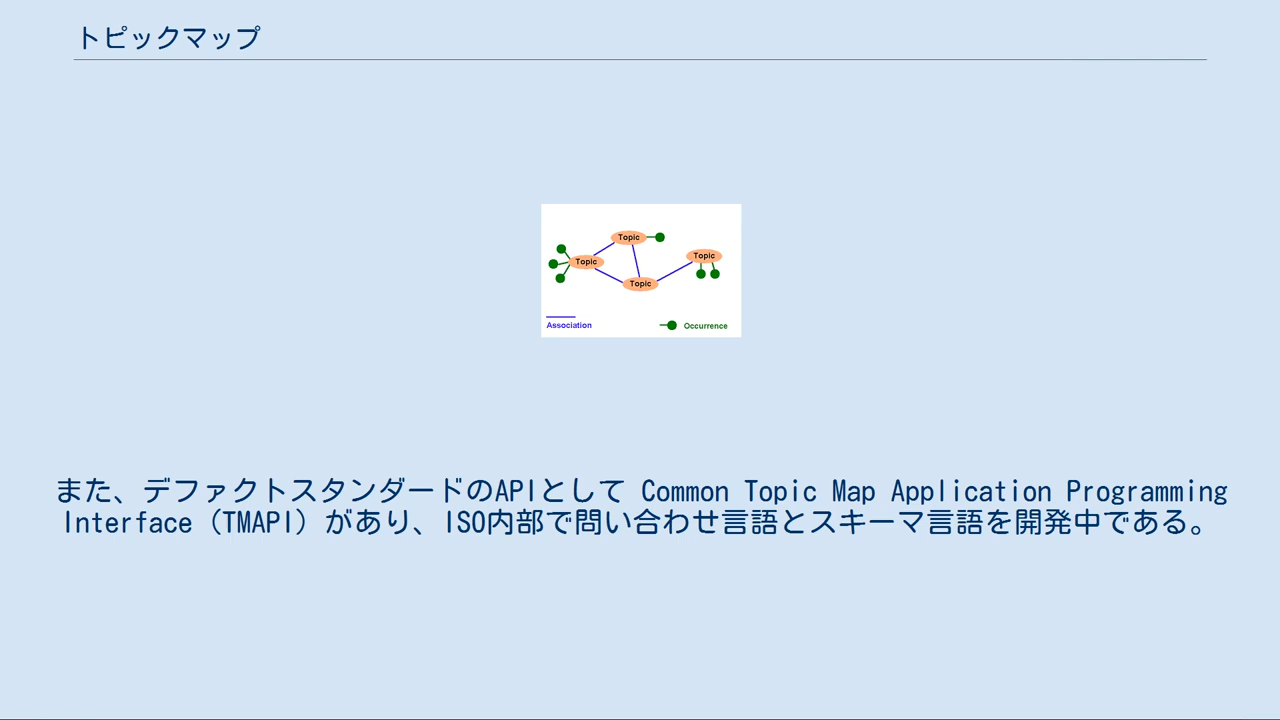 トピックマップ
Topic
Topic
Topic
Topic
Association
Occurrence
また、デファクトスタンダードのAPIとして Common Topic Map Application Programming
Interface（TMAPI）があり、ISO内部で問い合わせ言語とスキーマ言語を開発中である。